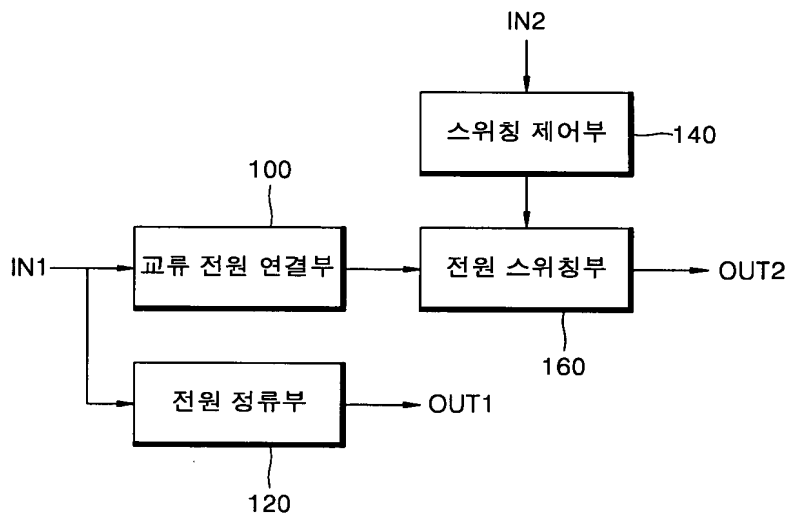 IN2
스위칭 제어부
140
100
IN1
교류 전원 연결부
전원 스위칭부
OUT2
160
전원 정류부
OUT1
120